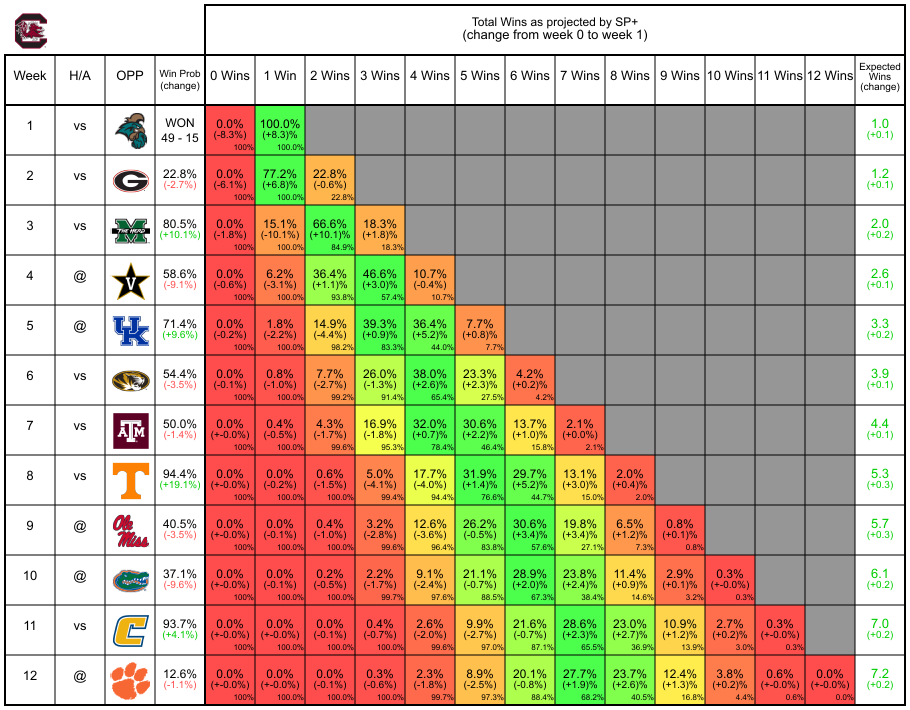 Total Wins as projected by SP+
(change from week 0 to week 1)
Week H/A OPP Win Prob (change) 0 Wins 1 Win 2 Wins 3 Wins 4 Wins 5 Wins 6 Wins 7 Wins 8 Wins 9 Wins 10 Wins 11 Wins 12 Wins Expected Wins (change)
1 vs WON 0.0% 100.0% 1.0
49 - 15 (-8.3%) (+8.3)% (+0.1)
100% 100.0%
2 vs G 22.8% 0.0% 77.2% 22.8% 1.2
(-2.7%) (-6.1%) (+6.8)% (-0.6%) (+0.1)
100% 100.0% 22.8%
3 vs M THE HERD 80.5% 0.0% 15.1% 66.6% 18.3% 2.0
(+10.1%) (-1.8%) (-10.1%) (+10.1)% (+1.8)% (+0.2)
100% 100.0% 84.9% 18.3%
4 @ V 58.6% 0.0% 6.2% 36.4% 46.6% 10.7% 2.6
(-9.1%) (-0.6%) (-3.1%) (+1.1)% (+3.0)% (-0.4%) (+0.1)
100% 100.0% 93.8% 57.4% 10.7%
5 @ UK 71.4% 0.0% 1.8% 14.9% 39.3% 36.4% 7.7% 3.3
(+9.6%) (-0.2%) (-2.2%) (-4.4%) (+0.9)% (+5.2)% (+0.8)% (+0.2)
100% 100.0% 98.2% 83.3% 44.0% 7.7%
6 vs 54.4% 0.0% 0.8% 7.7% 26.0% 38.0% 23.3% 4.2% 3.9
(-3.5%) (-0.1%) (-1.0%) (-2.7%) (-1.3%) (+2.6)% (+2.3)% (+0.2)% (+0.1)
100% 100.0% 99.2% 91.4% 65.4% 27.5% 4.2%
7 vs ATM 50.0% 0.0% 0.4% 4.3% 16.9% 32.0% 30.6% 13.7% 2.1% 4.4
(-1.4%) (+-0.0%) (-0.5%) (-1.7%) (-1.8%) (+0.7)% (+2.2)% (+1.0)% (+0.0)% (+0.1)
100% 100.0% 99.6% 95.3% 78.4% 46.4% 15.8% 2.1%
8 vs T 94.4% 0.0% 0.0% 0.6% 5.0% 17.7% 31.9% 29.7% 13.1% 2.0% 5.3
(+19.1%) (+-0.0%) (-0.2%) (-1.5%) (-4.1%) (-4.0%) (+1.4)% (+5.2)% (+3.0)% (+0.4)% (+0.3)
100% 100.0% 100.0% 99.4% 94.4% 76.6% 44.7% 15.0% 2.0%
9 @ Ole Miss 40.5% 0.0% 0.0% 0.4% 3.2% 12.6% 26.2% 30.6% 19.8% 6.5% 0.8% 5.7
(-3.5%) (+-0.0%) (-0.1%) (-1.0%) (-2.8%) (-3.6%) (-0.5%) (+3.4)% (+3.4)% (+1.2)% (+0.1)% (+0.3)
100% 100.0% 100.0% 99.6% 96.4% 83.8% 57.6% 27.1% 7.3% 0.8%
10 @ 37.1% 0.0% 0.0% 0.2% 2.2% 9.1% 21.1% 28.9% 23.8% 11.4% 2.9% 0.3% 6.1
(-9.6%) (+-0.0%) (-0.1%) (-0.5%) (-1.7%) (-2.4%) (-0.7%) (+2.0)% (+2.4)% (+0.9)% (+0.1)% (+-0.0%) (+0.2)
100% 100.0% 100.0% 99.7% 97.6% 88.5% 67.3% 38.4% 14.6% 3.2% 0.3%
11 vs C 93.7% 0.0% 0.0% 0.0% 0.4% 2.6% 9.9% 21.6% 28.6% 23.0% 10.9% 2.7% 0.3% 7.0
(+4.1%) (+-0.0%) (+-0.0%) (-0.1%) (-0.7%) (-2.0%) (-2.7%) (-0.7%) (+2.3)% (+2.7)% (+1.2)% (+0.2)% (+-0.0%) (+0.2)
100% 100.0% 100.0% 100.0% 99.6% 97.0% 87.1% 65.5% 36.9% 13.9% 3.0% 0.3%
12 @ 12.6% 0.0% 0.0% 0.0% 0.3% 2.3% 8.9% 20.1% 27.7% 23.7% 12.4% 3.8% 0.6% 0.0% 7.2
(-1.1%) (+-0.0%) (+-0.0%) (-0.1%) (-0.6%) (-1.8%) (-2.5%) (-0.8%) (+1.9)% (+2.6)% (+1.3)% (+0.2)% (+-0.0%) (+-0.0%) (+0.2)
100% 100.0% 100.0% 100.0% 99.7% 97.3% 88.4% 68.2% 40.5% 16.8% 4.4% 0.6% 0.0%